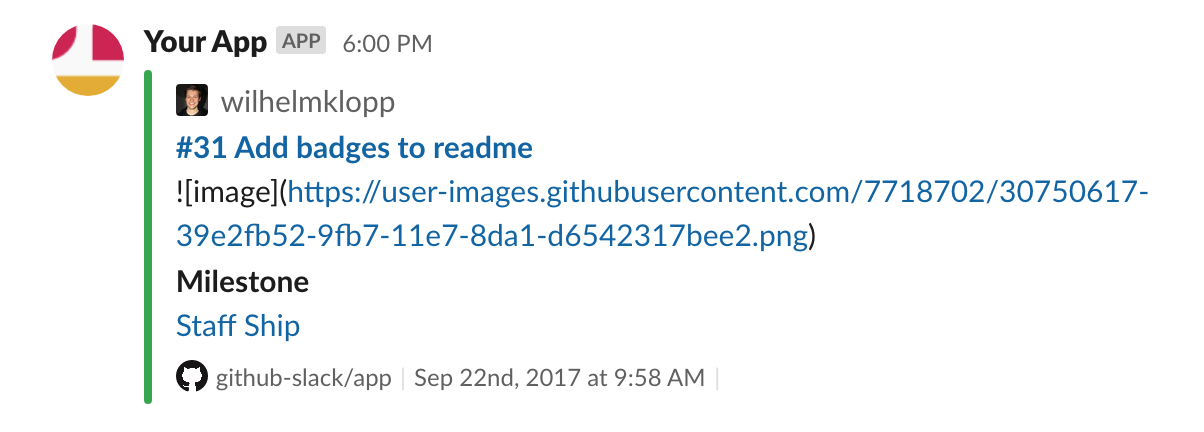 Your App APP 6:00 PM
wilhelmklopp
#31 Add badges to readme
![image](https://user-images.githubusercontent.com/7718702/30750617-
39e2fb52-9fb7-11e7-8da1-d6542317bee2.png)
Milestone
Staff Ship
github-slack/app | Sep 22nd, 2017 at 9:58 AM |